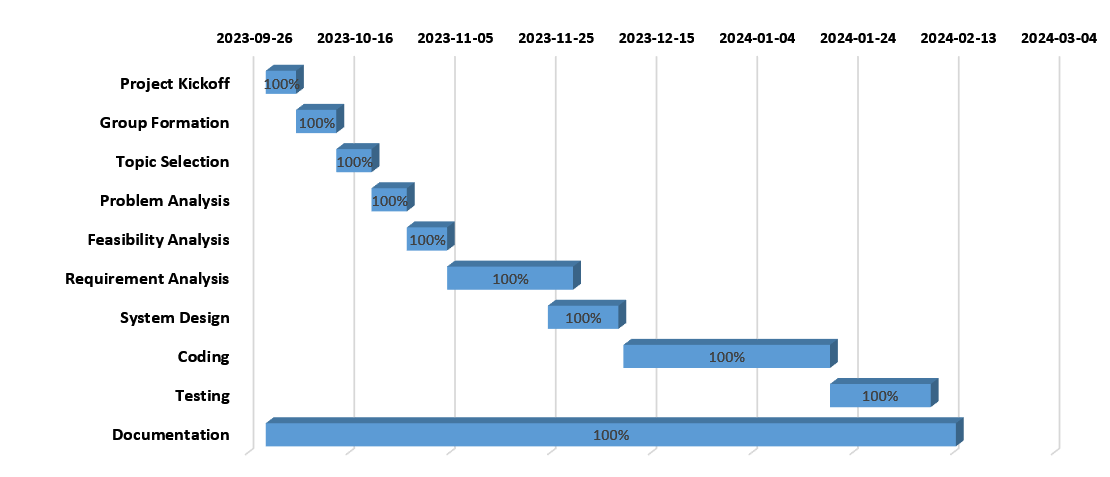 2023-09-26 2023-10-16 2023-11-05 2023-11-25 2023-12-15 2024-01-04 2024-01-24 2024-02-13 2024-03-04
Project Kickoff 100%
Group Formation 100%
Topic Selection 100%
Problem Analysis 100%
Feasibility Analysis 100%
Requirement Analysis 100%
System Design 100%
Coding 100%
Testing 100%
Documentation 100%